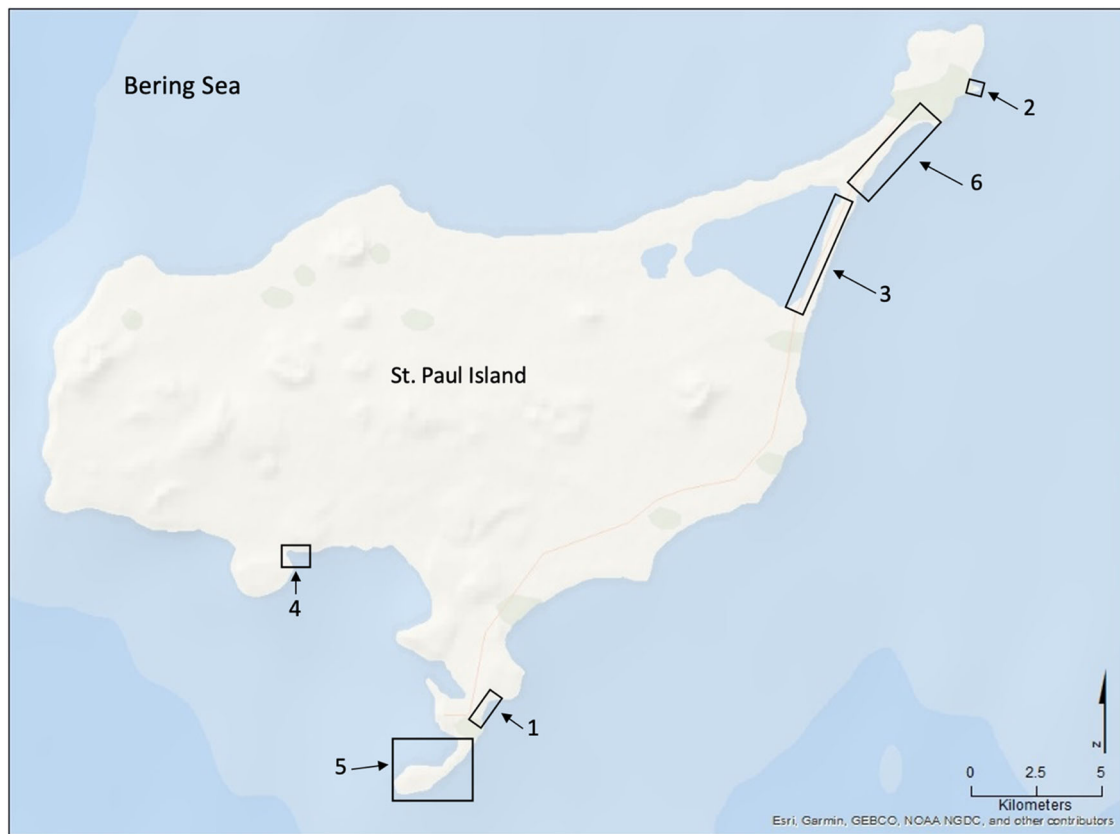 Bering Sea
2
6
3
St. Paul Island
4
1
5
N
0 2.5 5
Kilometers
Esri, Garmin, GEBCO, NOAA NGDC, and other contributors